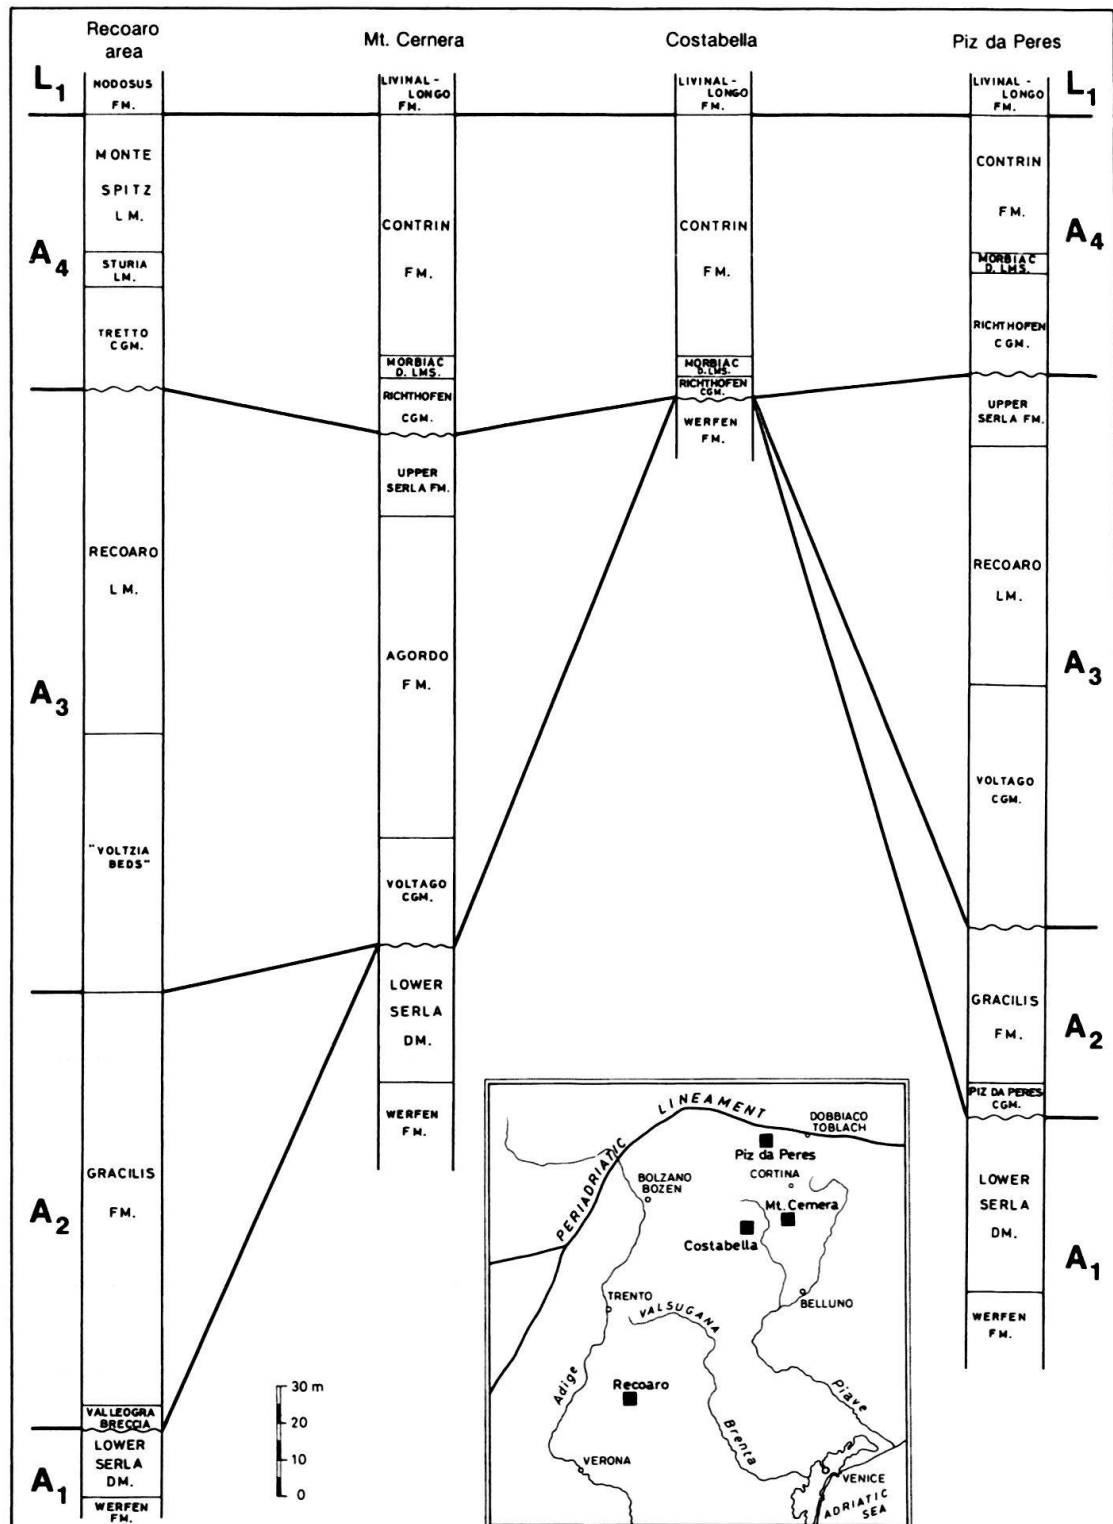 Recoaro
area
Mt. Cernera
Costabella
Piz da Peres
L1
NODOSUS
FM.
MONTE
SPITZ
LM.
A4
STURIA
LM.
TRETTO
CGM.
RECOARO
LM.
A3
"VOLTZIA
BEDS"
GRACILIS
FM.
A2
VALLEOGRA
BRECCIA
LOWER
SERLA
DM.
A1
WERFEN
FM.
LIVINAL-
LONGO
FM.
CONTRIN
FM.
MORBIAC
D. LMS.
RICHTHOFEN
CGM.
UPPER
SERLA FM.
AGORDO
FM.
VOLTAGO
CGM.
LOWER
SERLA
DM.
WERFEN
FM.
LIVINAL-
LONGO
FM.
CONTRIN
FM.
MORBIAC
D. LMS.
RICHTHOFEN
CGM.
WERFEN
FM.
LIVINAL-
LONGO
FM.
L1
CONTRIN
FM.
A4
MORBIAC
D. LMS.
RICHTHOFEN
CGM.
UPPER
SERLA FM.
RECOARO
LM.
A3
VOLTAGO
CGM.
GRACILIS
FM.
A2
PIZ DA PERES
CGM.
LOWER
SERLA
DM.
A1
WERFEN
FM.
30 m
20
10
0
PERIADRIATIC LINEAMENT
DOBBIACO
TOBLACH
Piz da Peres
CORTINA
BOLZANO
BOZEN
Mt. Cernera
Costabella
TRENTO
VALSUGANA
BELLUNO
Adige
Recoaro
Piave
Brenta
VERONA
VENICE
ADRIATIC
SEA